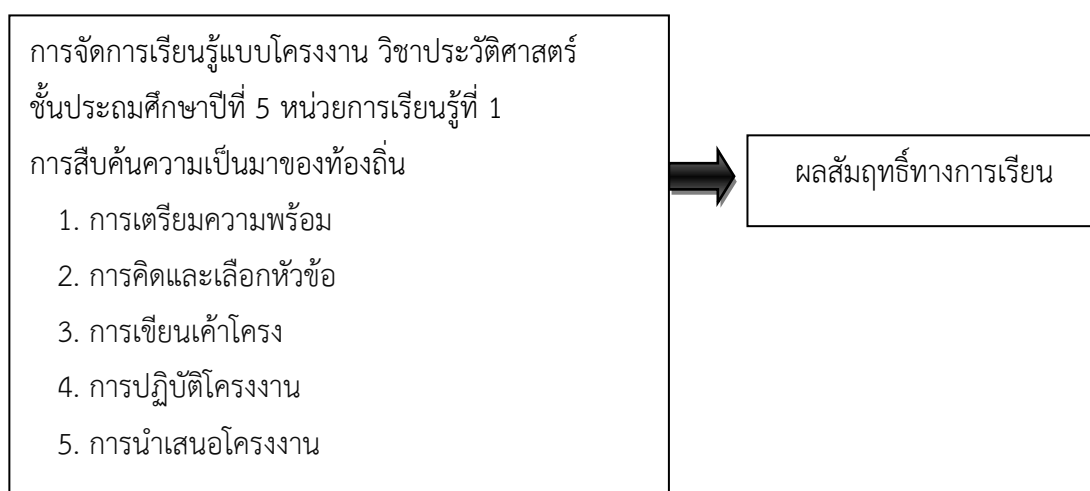 การจัดการเรียนรู้แบบโครงงาน วิชาประวัติศาสตร์
ชั้นประถมศึกษาปีที่ 5 หน่วยการเรียนรู้ที่ 1
การสืบค้นความเป็นมาของท้องถิ่น
1. การเตรียมความพร้อม
2. การคิดและเลือกหัวข้อ
3. การเขียนเค้าโครง
4. การปฏิบัติโครงงาน
5. การนำเสนอโครงงาน
ผลสัมฤทธิ์ทางการเรียน